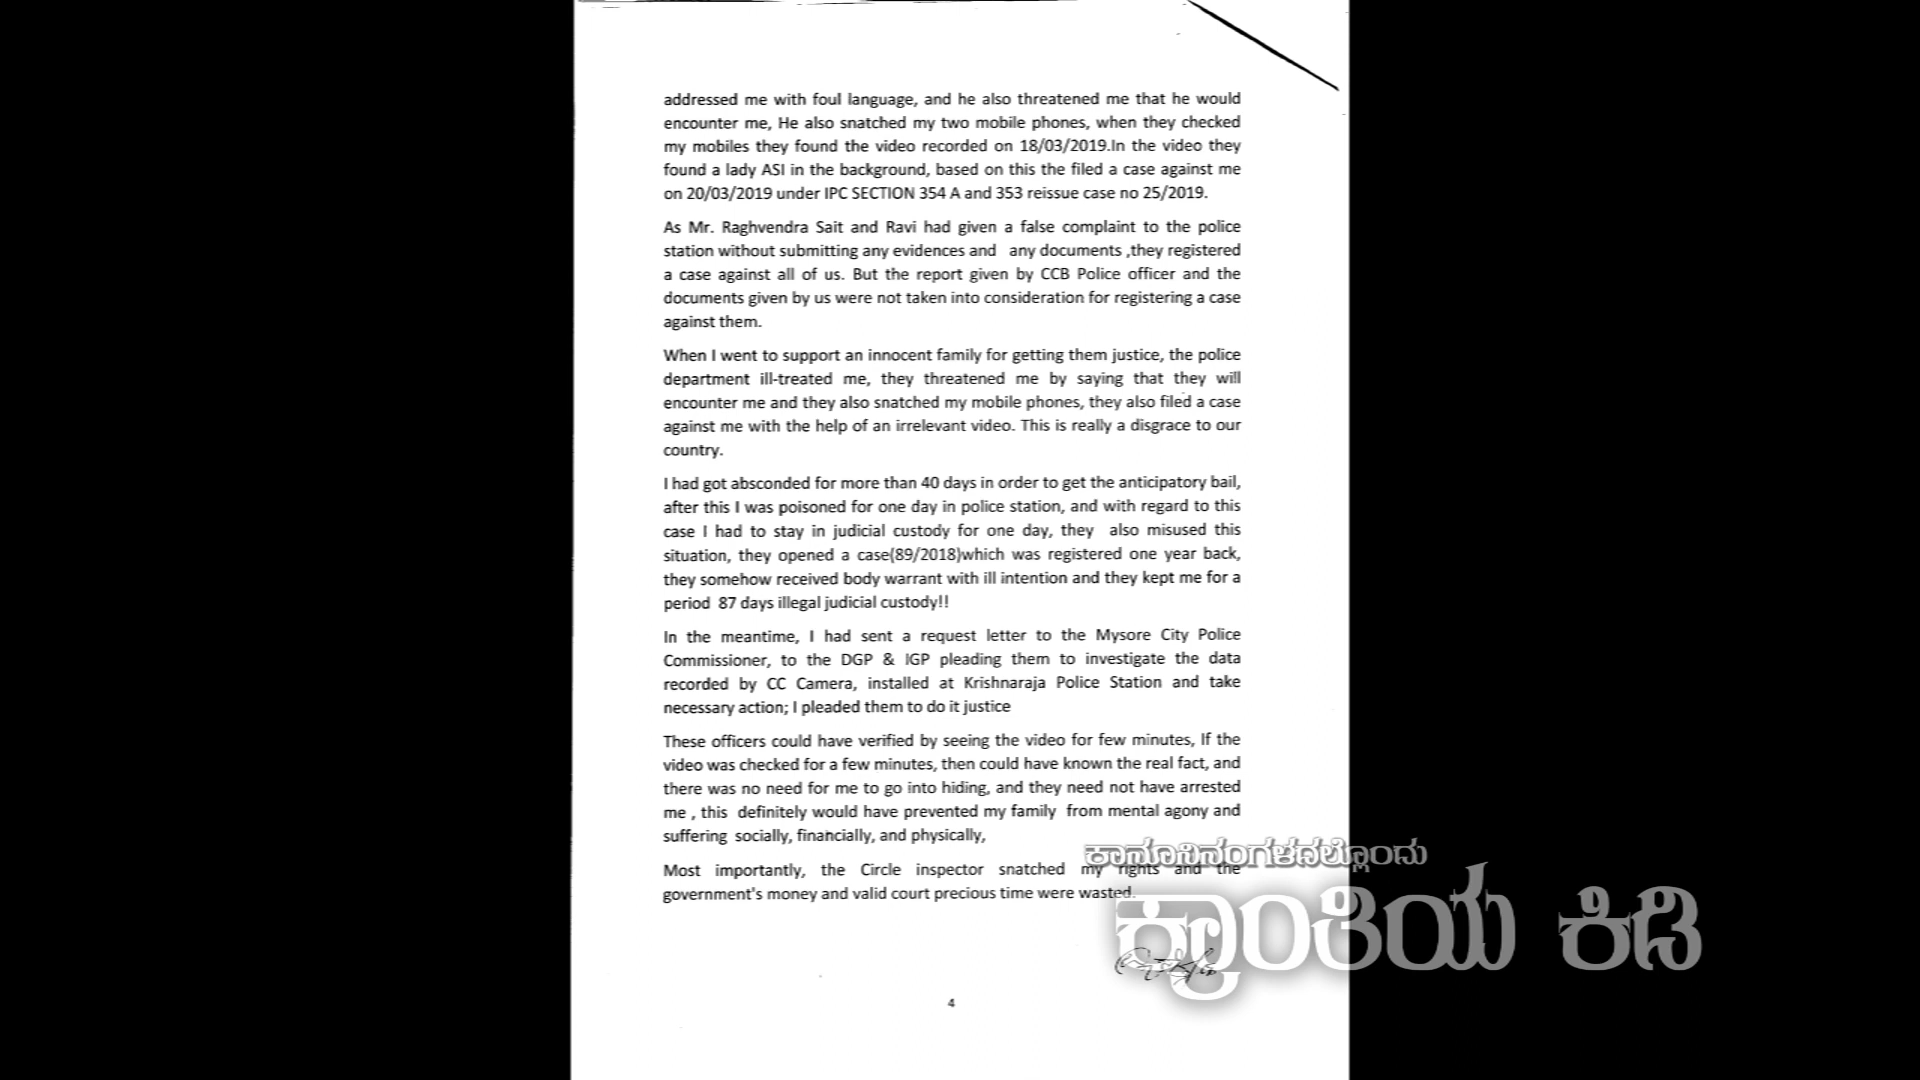 addressed me with foul language, and he also threatened me that he would
encounter me, He also snatched my two mobile phones, when they checked
my mobiles they found the video recorded on 18/03/2019.In the video they
found a lady ASI in the background, based on this the filed a case against me
on 20/03/2019 under IPC SECTION 354 A and 353 reissue case no 25/2019.
As Mr. Raghvendra Sait and Ravi had given a false complaint to the police
station without submitting any evidences and any documents ,they registered
a case against all of us. But the report given by CCB Police officer and the
documents given by us were not taken into consideration for registering a case
against them.
When I went to support an innocent family for getting them justice, the police
department ill-treated me, they threatened me by saying that they will
encounter me and they also snatched my mobile phones, they also filed a case
against me with the help of an irrelevant video. This is really a disgrace to our
country.
I had got absconded for more than 40 days in order to get the anticipatory bail,
after this I was poisoned for one day in police station, and with regard to this
case I had to stay in judicial custody for one day, they also misused this
situation, they opened a case(89/2018)which was registered one year back,
they somehow received body warrant with ill intention and they kept me for a
period 87 days illegal judicial custody!!
In the meantime, I had sent a request letter to the Mysore City Police
Commissioner, to the DGP & IGP pleading them to investigate the data
recorded by CC Camera, installed at Krishnaraja Police Station and take
necessary action; I pleaded them to do it justice
These officers could have verified by seeing the video for few minutes, If the
video was checked for a few minutes, then could have known the real fact, and
there was no need for me to go into hiding, and they need not have arrested
me , this definitely would have prevented my family from mental agony and
suffering socially, financially, and physically,
Most importantly, the Circle inspector snatched my rights and the
government's money and valid court precious time were wasted.
ಕಾನೂನಿನಂಗಳದಲ್ಲೊಂದು
ಕ್ರಾಂತಿಯ ಕಿಡಿ
4